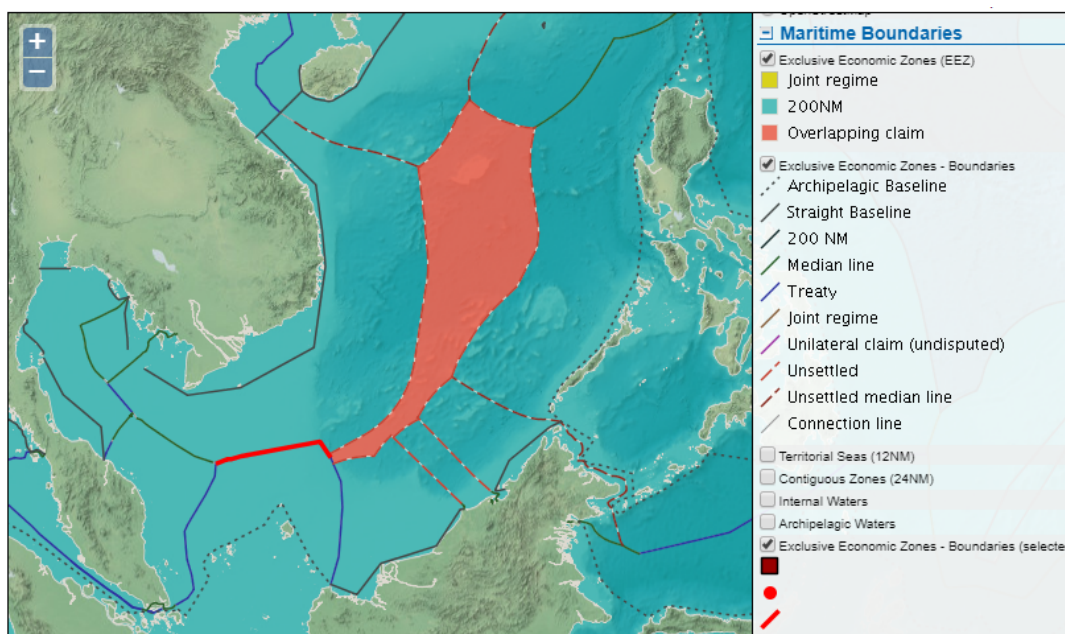 +
−
Maritime Boundaries
Exclusive Economic Zones (EEZ)
Joint regime
200NM
Overlapping claim
Exclusive Economic Zones - Boundaries
Archipelagic Baseline
Straight Baseline
200 NM
Median line
Treaty
Joint regime
Unilateral claim (undisputed)
Unsettled
Unsettled median line
Connection line
Territorial Seas (12NM)
Contiguous Zones (24NM)
Internal Waters
Archipelagic Waters
Exclusive Economic Zones - Boundaries (selecte